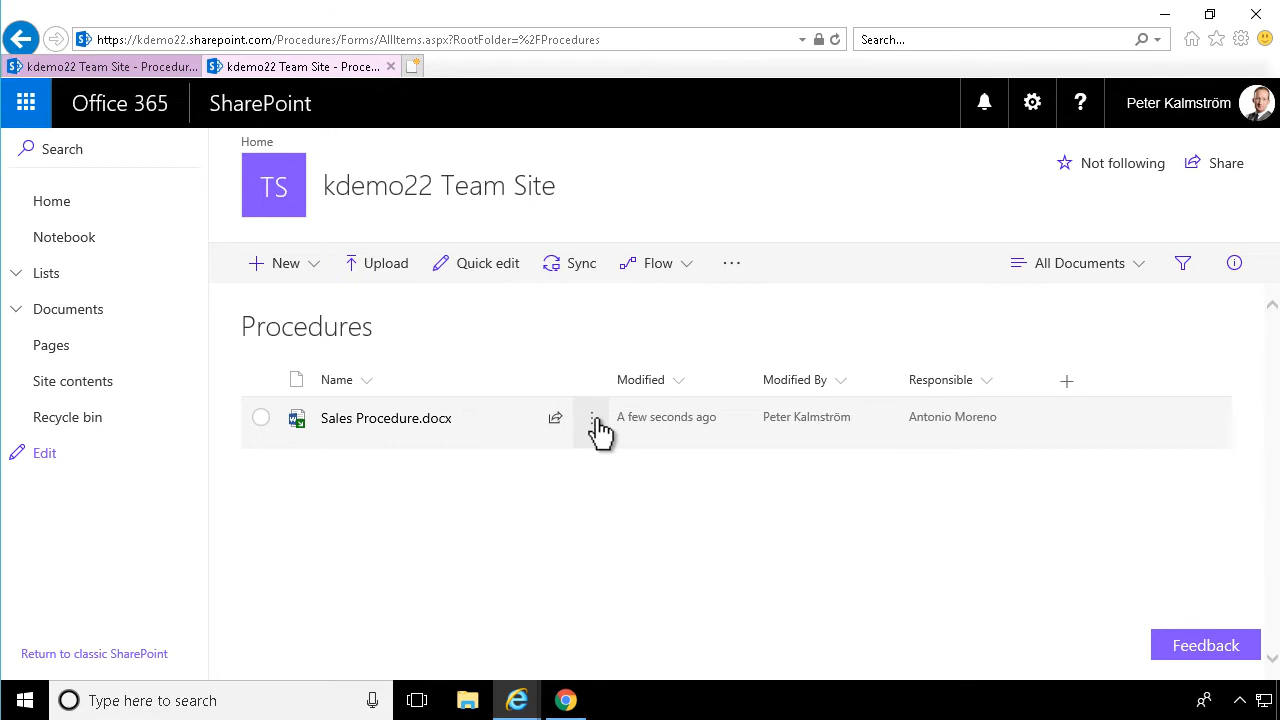 https://kdemo22.sharepoint.com/Procedures/Forms/AllItems.aspx?RootFolder=%2FProcedures
Search...
kdemo22 Team Site - Procedur...
kdemo22 Team Site - Proce...
Office 365
SharePoint
Peter Kalmström
Search
Home
Notebook
Lists
Documents
Pages
Site contents
Recycle bin
Edit
Return to classic SharePoint
Home
TS
kdemo22 Team Site
Not following
Share
New
Upload
Quick edit
Sync
Flow
All Documents
Procedures
Name
Modified
Modified By
Responsible
Sales Procedure.docx
A few seconds ago
Peter Kalmström
Antonio Moreno
Feedback
Type here to search